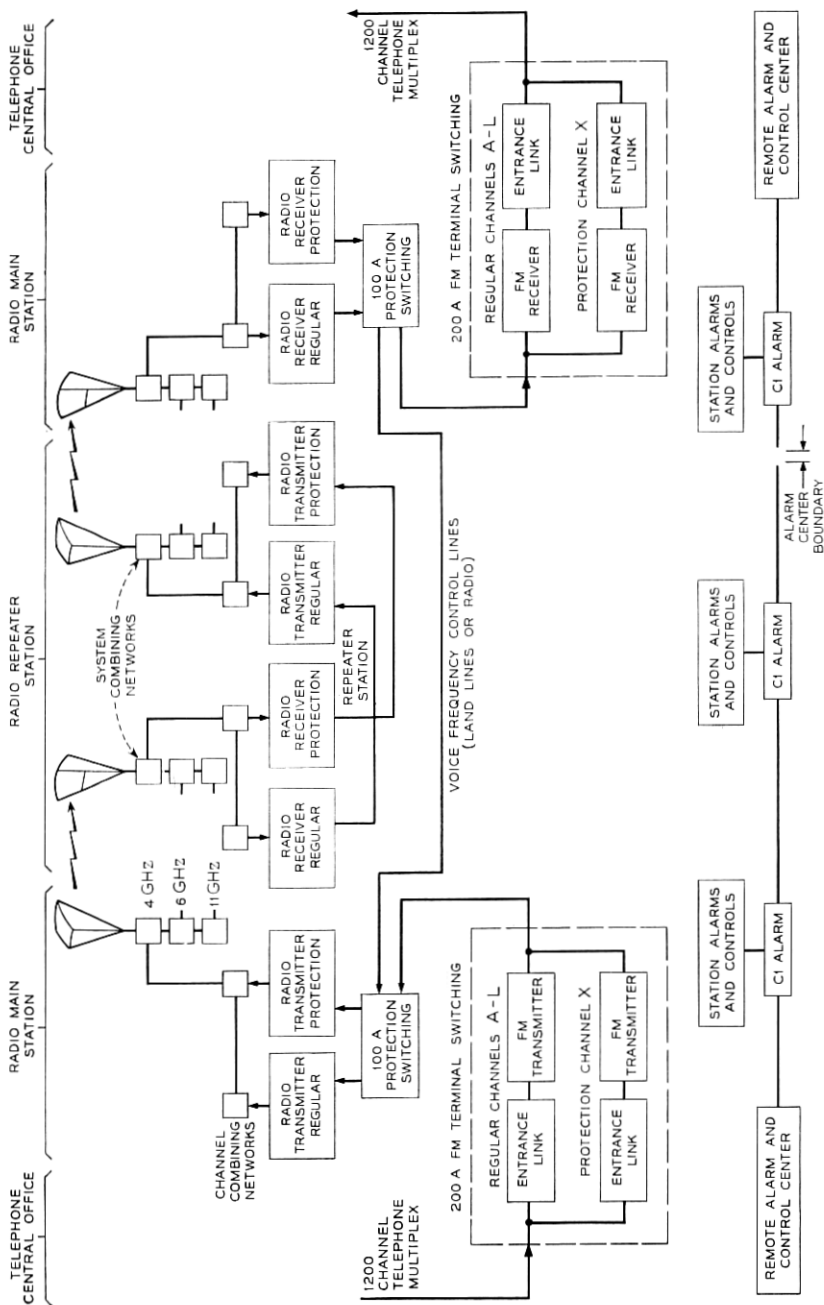 TELEPHONE
CENTRAL OFFICE
RADIO MAIN
STATION
RADIO REPEATER
STATION
RADIO MAIN
STATION
TELEPHONE
CENTRAL OFFICE
4 GHZ
6 GHZ
11 GHZ
SYSTEM
COMBINING
NETWORKS
CHANNEL
COMBINING
NETWORKS
RADIO
TRANSMITTER
REGULAR
RADIO
TRANSMITTER
PROTECTION
RADIO
RECEIVER
REGULAR
RADIO
RECEIVER
PROTECTION
RADIO
TRANSMITTER
REGULAR
RADIO
TRANSMITTER
PROTECTION
RADIO
RECEIVER
REGULAR
RADIO
RECEIVER
PROTECTION
REPEATER
STATION
1200
CHANNEL
TELEPHONE
MULTIPLEX
100 A
PROTECTION
SWITCHING
100 A
PROTECTION
SWITCHING
1200
CHANNEL
TELEPHONE
MULTIPLEX
VOICE FREQUENCY CONTROL LINES
(LAND LINES OR RADIO)
200 A FM TERMINAL SWITCHING
REGULAR CHANNELS A-L
ENTRANCE
LINK
FM
TRANSMITTER
PROTECTION CHANNEL X
ENTRANCE
LINK
FM
TRANSMITTER
200 A FM TERMINAL SWITCHING
REGULAR CHANNELS A-L
FM
RECEIVER
ENTRANCE
LINK
PROTECTION CHANNEL X
FM
RECEIVER
ENTRANCE
LINK
STATION ALARMS
AND CONTROLS
STATION ALARMS
AND CONTROLS
STATION ALARMS
AND CONTROLS
REMOTE ALARM AND
CONTROL CENTER
C1 ALARM
C1 ALARM
C1 ALARM
REMOTE ALARM AND
CONTROL CENTER
ALARM
CENTER
BOUNDARY